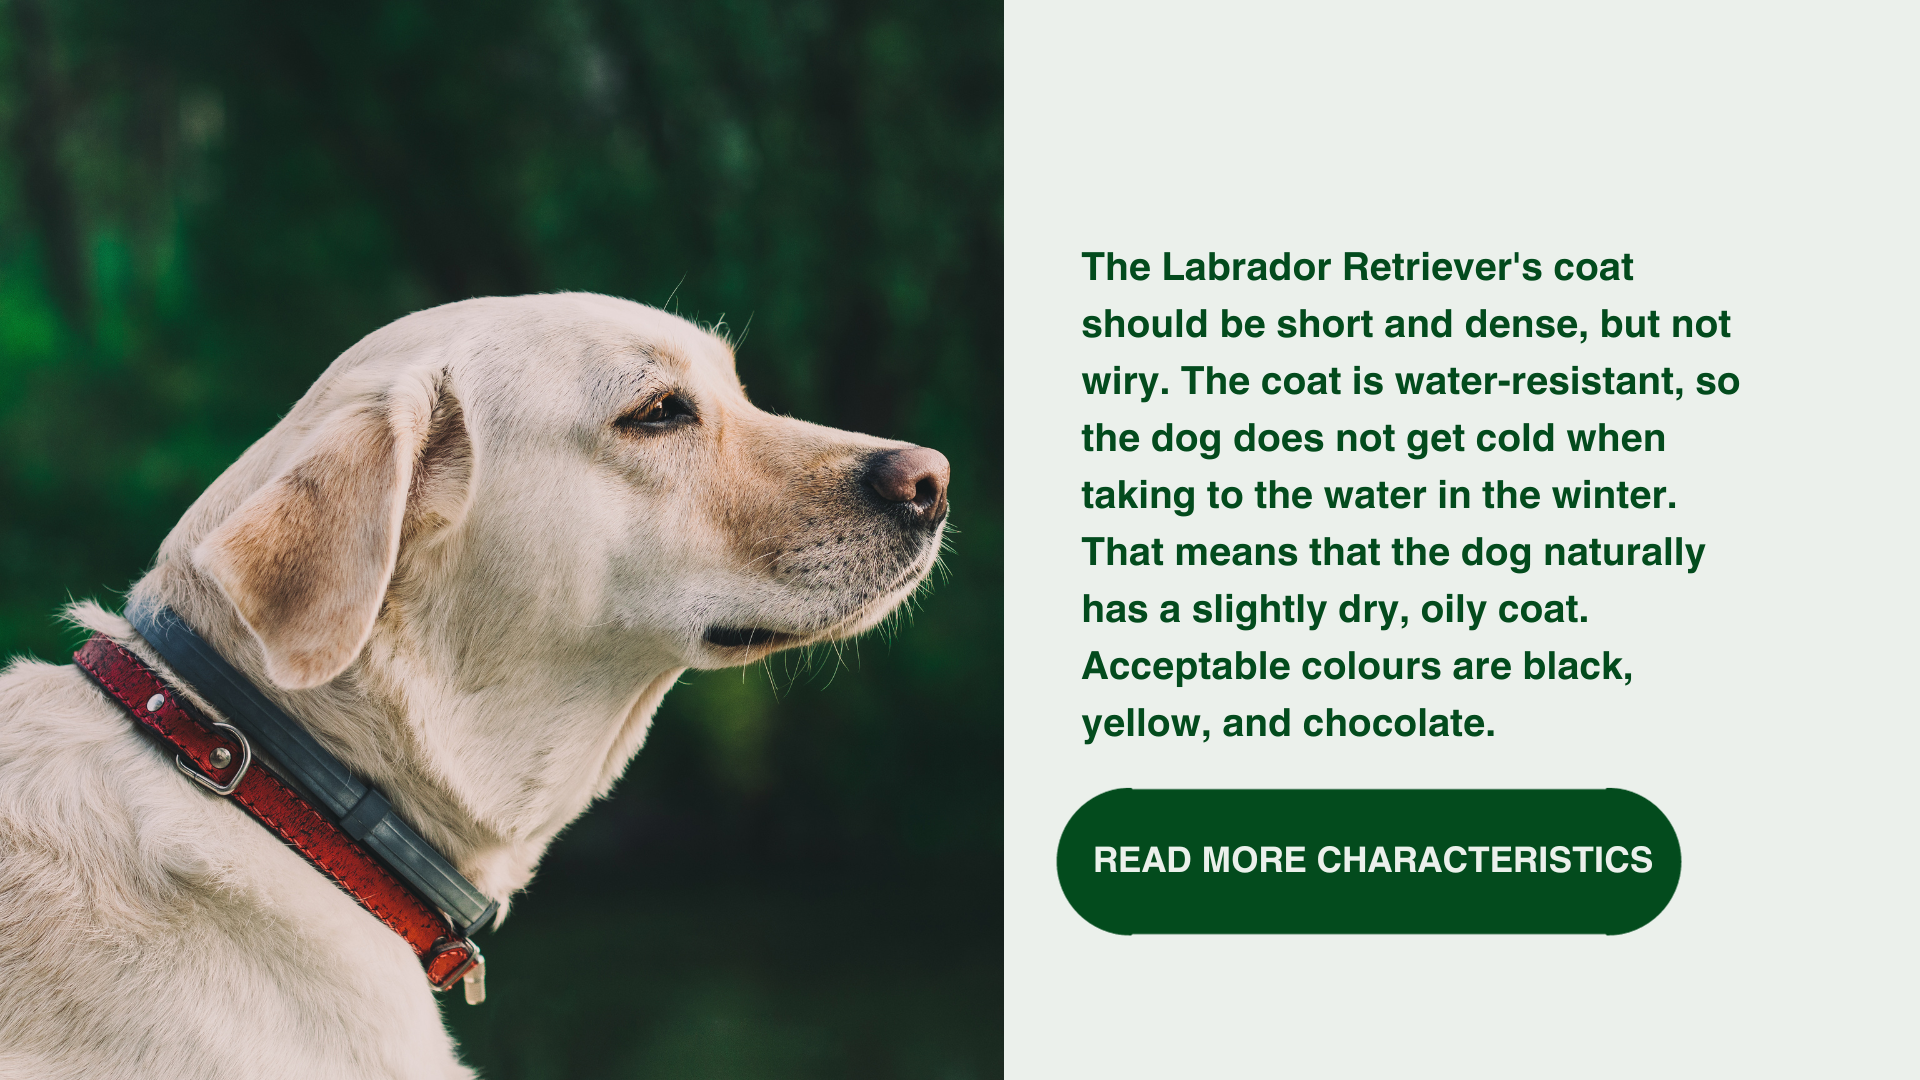 The Labrador Retriever's coat
should be short and dense, but not
wiry. The coat is water-resistant, so
the dog does not get cold when
taking to the water in the winter.
That means that the dog naturally
has a slightly dry, oily coat.
Acceptable colours are black,
yellow, and chocolate.
READ MORE CHARACTERISTICS